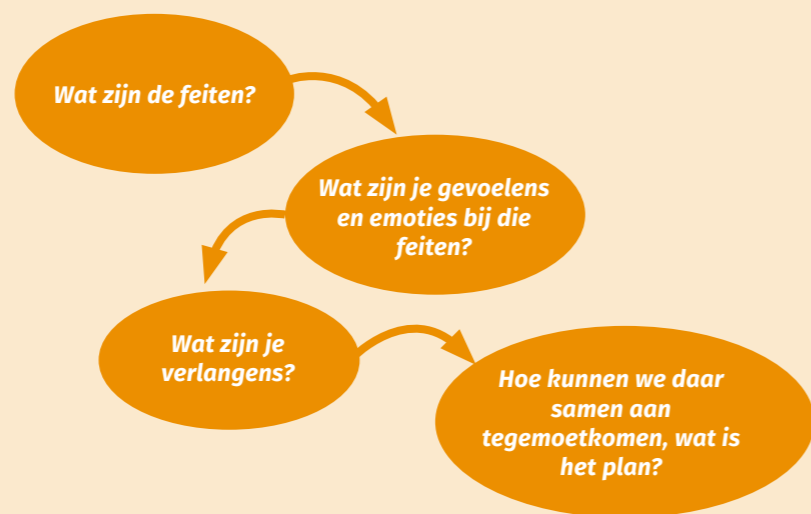 Wat zijn de feiten?
Wat zijn je gevoelens
en emoties bij die
feiten?
Wat zijn je
verlangens?
Hoe kunnen we daar
samen aan
tegemoetkomen, wat is
het plan?